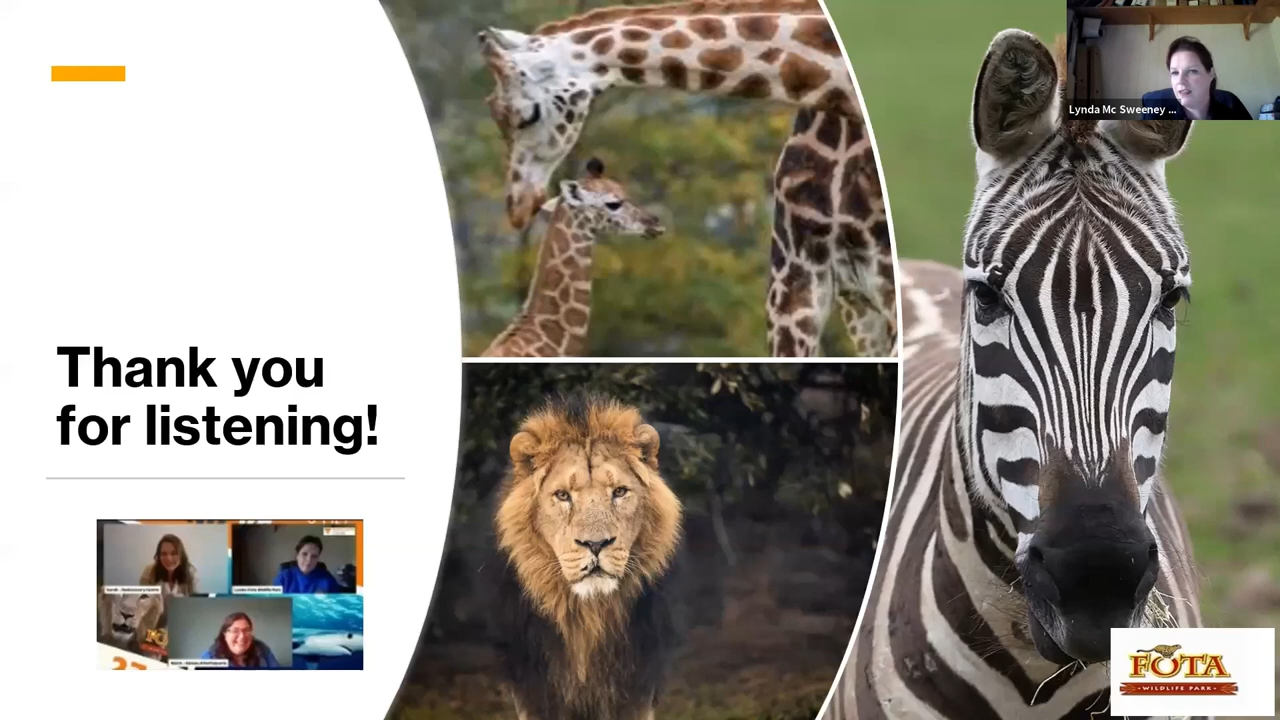 Lynda Mc Sweeney ...
Thank you
for listening!
FOTA
WILDLIFE PARK